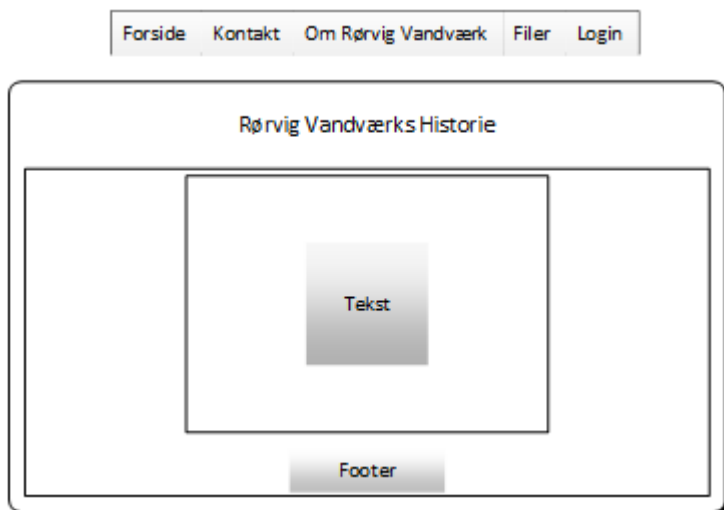 Forside Kontakt Om Rørvig Vandværk Filer Login
Rørvig Vandværks Historie
Tekst
Footer